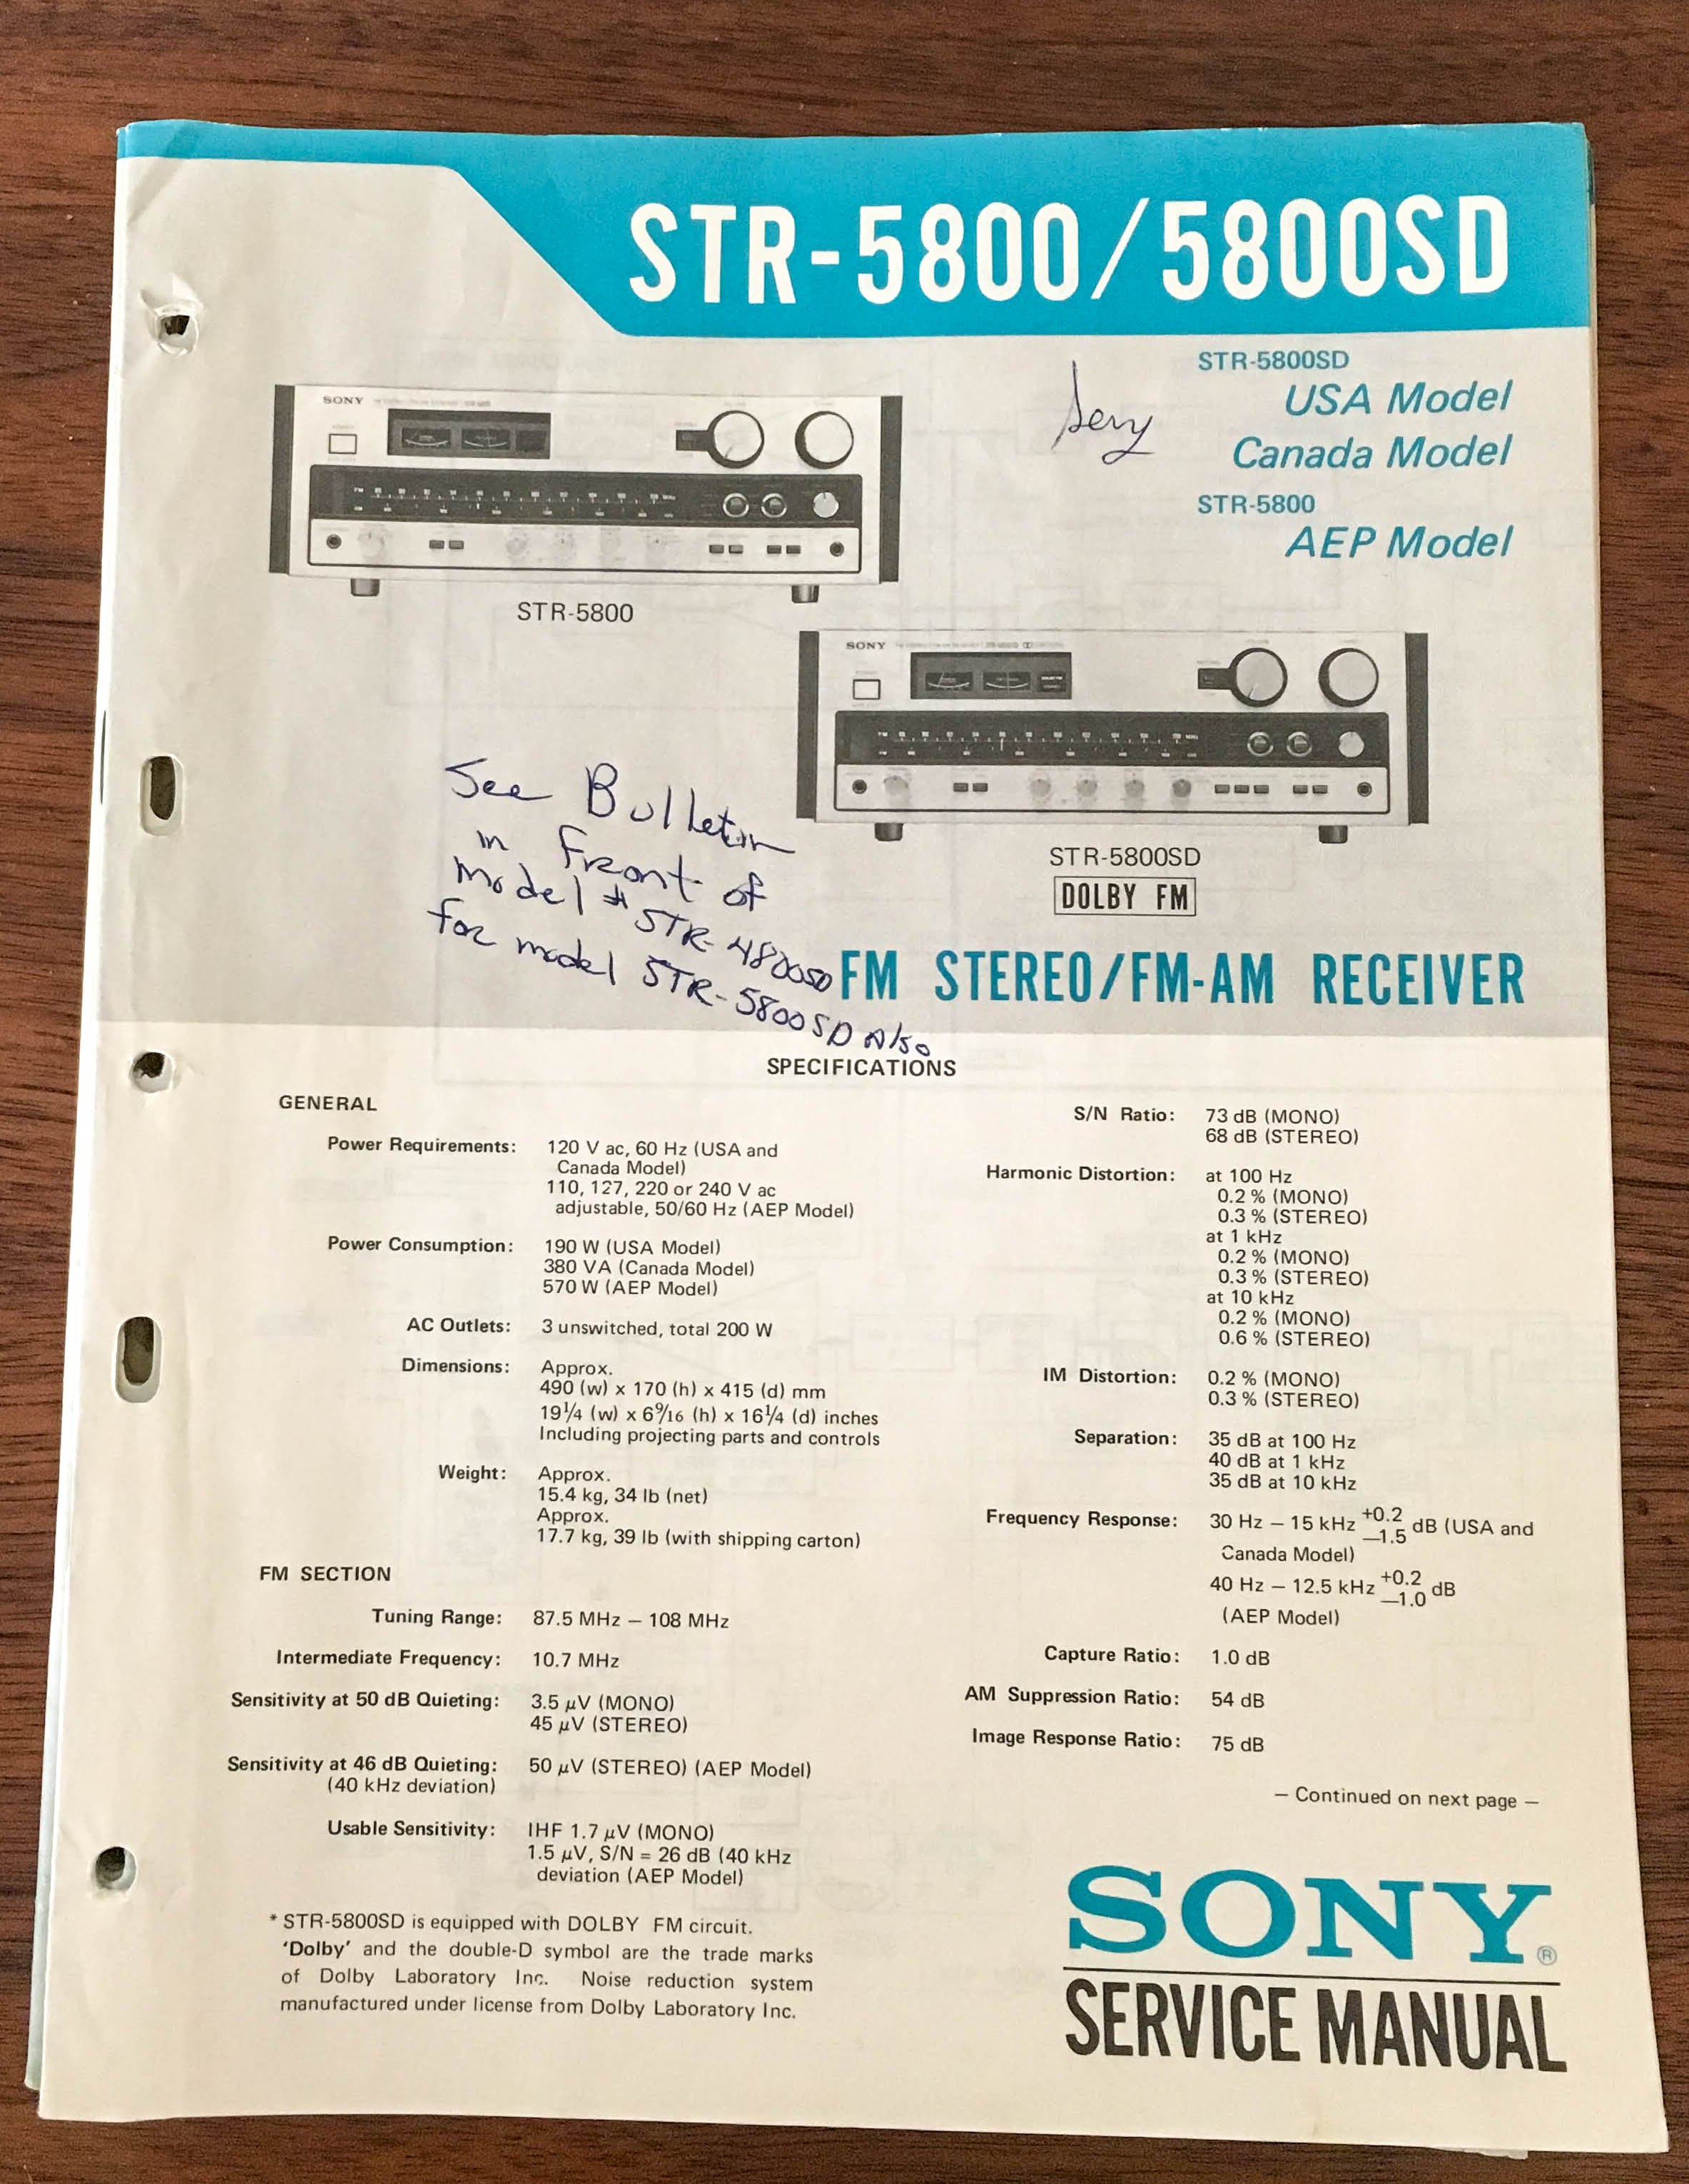 STR-5800/5800SD
STR-5800SD
USA Model
Canada Model
STR-5800
AEP Model
SONY
STR-5800
SONY
STR-5800SD
DOLBY FM
See Bulletin
in Front of
Model # STR-4800SD
for model STR-5800SD Also
FM STEREO/FM-AM RECEIVER
SPECIFICATIONS
GENERAL
Power Requirements: 120 V ac, 60 Hz (USA and
Canada Model)
110, 127, 220 or 240 V ac
adjustable, 50/60 Hz (AEP Model)
Power Consumption: 190 W (USA Model)
380 VA (Canada Model)
570 W (AEP Model)
AC Outlets: 3 unswitched, total 200 W
Dimensions: Approx.
490 (w) x 170 (h) x 415 (d) mm
19¼ (w) x 6 9/16 (h) x 16¼ (d) inches
Including projecting parts and controls
Weight: Approx.
15.4 kg, 34 lb (net)
Approx.
17.7 kg, 39 lb (with shipping carton)
FM SECTION
Tuning Range: 87.5 MHz — 108 MHz
Intermediate Frequency: 10.7 MHz
Sensitivity at 50 dB Quieting: 3.5 µV (MONO)
45 µV (STEREO)
Sensitivity at 46 dB Quieting: 50 µV (STEREO) (AEP Model)
(40 kHz deviation)
Usable Sensitivity: IHF 1.7 µV (MONO)
1.5 µV, S/N = 26 dB (40 kHz
deviation (AEP Model)
* STR-5800SD is equipped with DOLBY FM circuit.
'Dolby' and the double-D symbol are the trade marks
of Dolby Laboratory Inc. Noise reduction system
manufactured under license from Dolby Laboratory Inc.
S/N Ratio: 73 dB (MONO)
68 dB (STEREO)
Harmonic Distortion: at 100 Hz
0.2 % (MONO)
0.3 % (STEREO)
at 1 kHz
0.2 % (MONO)
0.3 % (STEREO)
at 10 kHz
0.2 % (MONO)
0.6 % (STEREO)
IM Distortion: 0.2 % (MONO)
0.3 % (STEREO)
Separation: 35 dB at 100 Hz
40 dB at 1 kHz
35 dB at 10 kHz
Frequency Response: 30 Hz — 15 kHz +0.2 —1.5 dB (USA and
Canada Model)
40 Hz — 12.5 kHz +0.2 —1.0 dB
(AEP Model)
Capture Ratio: 1.0 dB
AM Suppression Ratio: 54 dB
Image Response Ratio: 75 dB
— Continued on next page —
SONY®
SERVICE MANUAL